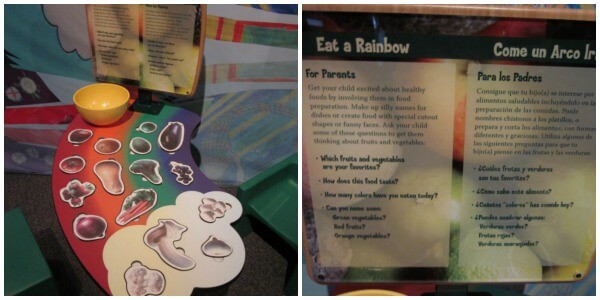 Eat a Rainbow
For Parents
Get your child excited about healthy
foods by involving them in food
preparation. Make up silly names for
dishes or create food with special cutout
shapes or funny faces. Ask your child
some of these questions to get them
thinking about fruits and vegetables.
• Which fruits and vegetables
are your favorites?
• How does this food taste?
• How many colors have you eaten today?
• Can you name some:
Green vegetables?
Red fruits?
Orange vegetables?
Come un Arco Ir
Para los Padres
Consigue que tu hijo(a) se interese por
alimentos saludables incluyéndolo en la
preparación de las comidas. Ponle
nombres chistosos a los platillos, o
prepara y corta los alimentos, con formas
diferentes y graciosas. Utiliza algunas de
las siguientes preguntas para que tu
hijo(a) piense en las frutas y las verduras.
• ¿Cuáles frutas y verduras
son tus favoritas?
• ¿Cómo sabe este alimento?
• ¿Cuántos "colores" has comido hoy?
• ¿Puedes nombrar algunas:
Verduras verdes?
Frutas rojas?
Verduras anaranjadas?